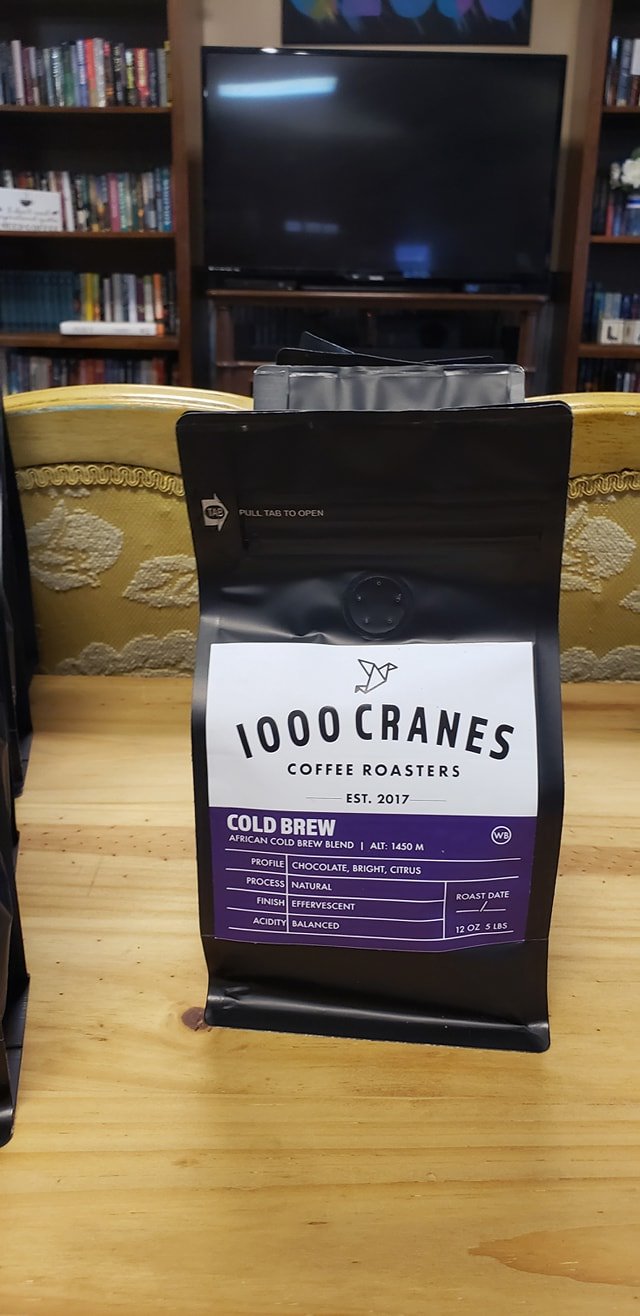 TAB
PULL TAB TO OPEN
1000 CRANES
COFFEE ROASTERS
EST. 2017
COLD BREW
AFRICAN COLD BREW BLEND | ALT: 1450 M
WB
PROFILE CHOCOLATE, BRIGHT, CITRUS
PROCESS NATURAL
FINISH EFFERVESCENT
ACIDITY BALANCED
ROAST DATE
/
12 OZ 5 LBS